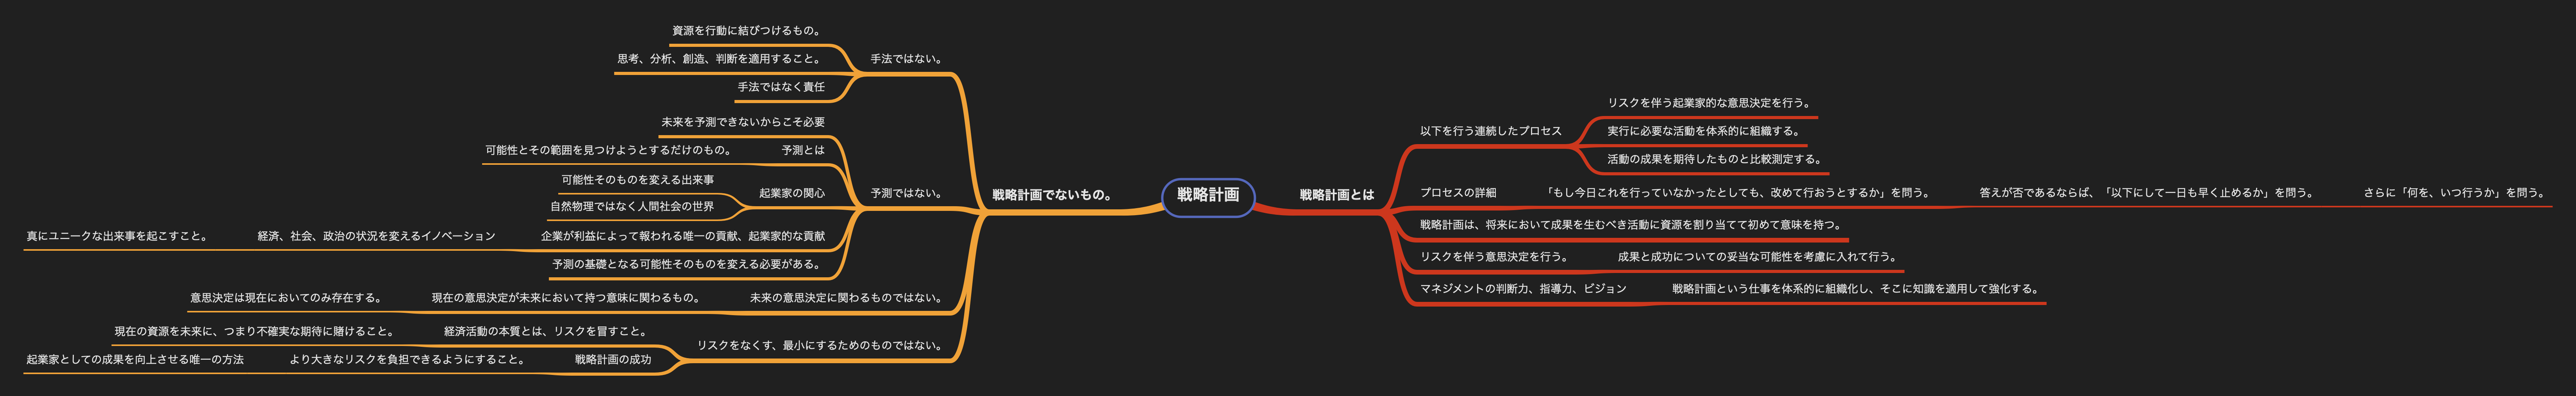 戦略計画
戦略計画でないもの。
手法ではない。
資源を行動に結びつけるもの。
思考、分析、創造、判断を適用すること。
手法ではなく責任
予測ではない。
未来を予測できないからこそ必要
予測とは
可能性とその範囲を見つけようとするだけのもの。
起業家の関心
可能性そのものを変える出来事
自然物理ではなく人間社会の世界
企業が利益によって報われる唯一の貢献、起業家的な貢献
経済、社会、政治の状況を変えるイノベーション
真にユニークな出来事を起こすこと。
予測の基礎となる可能性そのものを変える必要がある。
未来の意思決定に関わるものではない。
現在の意思決定が未来において持つ意味に関わるもの。
意思決定は現在においてのみ存在する。
リスクをなくす、最小にするためのものではない。
経済活動の本質とは、リスクを冒すこと。
現在の資源を未来に、つまり不確実な期待に賭けること。
戦略計画の成功
より大きなリスクを負担できるようにすること。
起業家としての成果を向上させる唯一の方法
戦略計画とは
以下を行う連続したプロセス
リスクを伴う起業家的な意思決定を行う。
実行に必要な活動を体系的に組織する。
活動の成果を期待したものと比較測定する。
プロセスの詳細
「もし今日これを行っていなかったとしても、改めて行おうとするか」を問う。
答えが否であるならば、「以下にして一日も早く止めるか」を問う。
さらに「何を、いつ行うか」を問う。
戦略計画は、将来において成果を生むべき活動に資源を割り当てて初めて意味を持つ。
リスクを伴う意思決定を行う。
成果と成功についての妥当な可能性を考慮に入れて行う。
マネジメントの判断力、指導力、ビジョン
戦略計画という仕事を体系的に組織化し、そこに知識を適用して強化する。